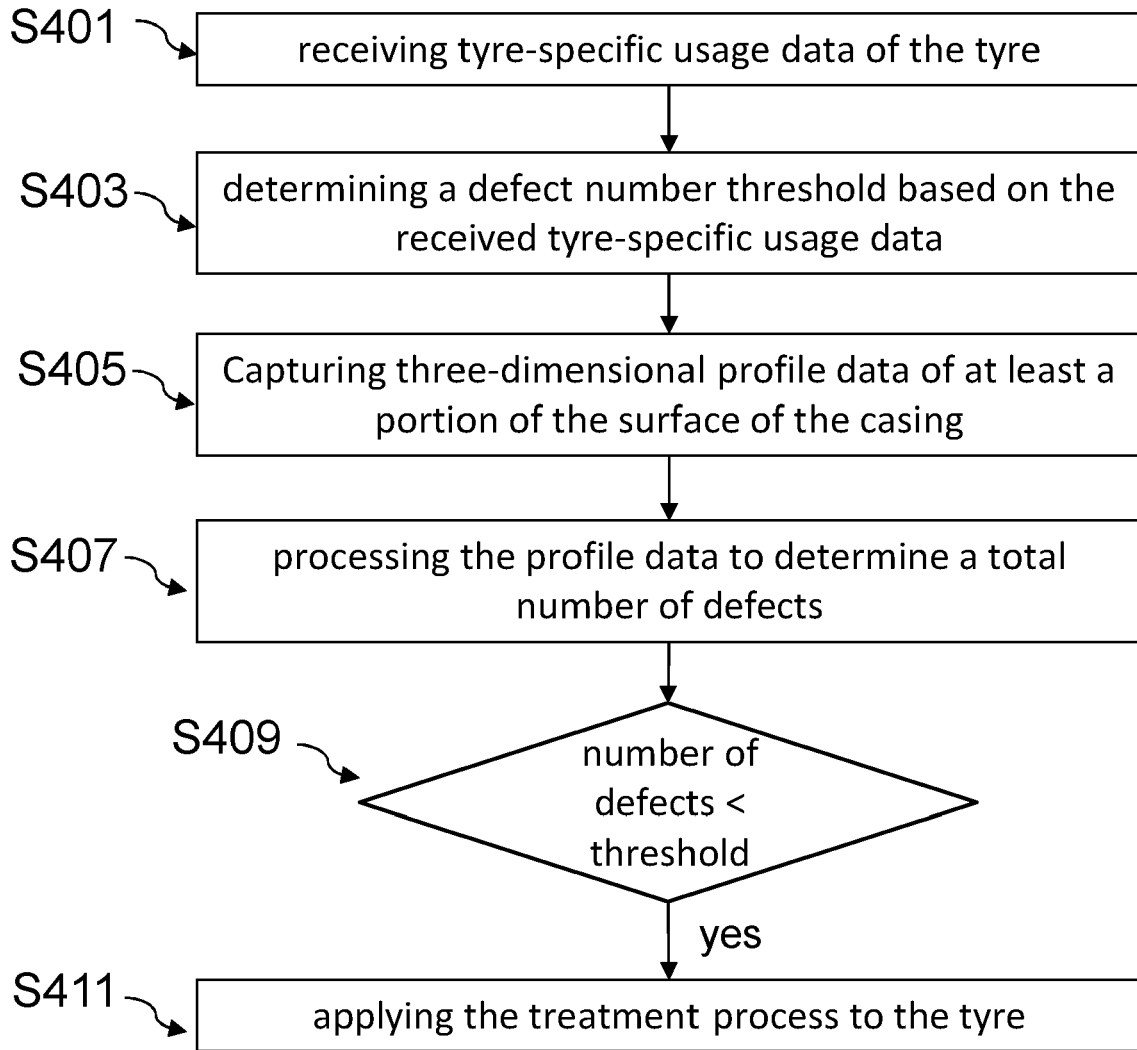 S401
receiving tyre-specific usage data of the tyre
S403
determining a defect number threshold based on the
received tyre-specific usage data
S405
Capturing three-dimensional profile data of at least a
portion of the surface of the casing
S407
processing the profile data to determine a total
number of defects
S409
number of
defects <
threshold
yes
S411
applying the treatment process to the tyre